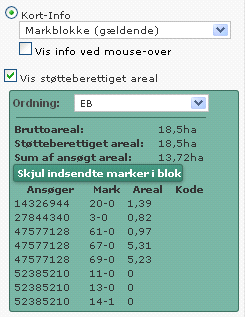 Kort-Info
Markblokke (gældende)
Vis info ved mouse-over
Vis støtteberettiget areal
Ordning: EB
Bruttoareal: 18,5ha
Støtteberettiget areal: 18,5ha
Sum af ansøgt areal: 13,72ha
Skjul indsendte marker i blok
Ansøger Mark Areal Kode
14326944 20-0 1,39
27844340 3-0 0,82
47577128 61-0 0,97
47577128 67-0 5,31
47577128 69-0 5,23
52385210 11-0 0
52385210 13-0 0
52385210 14-1 0